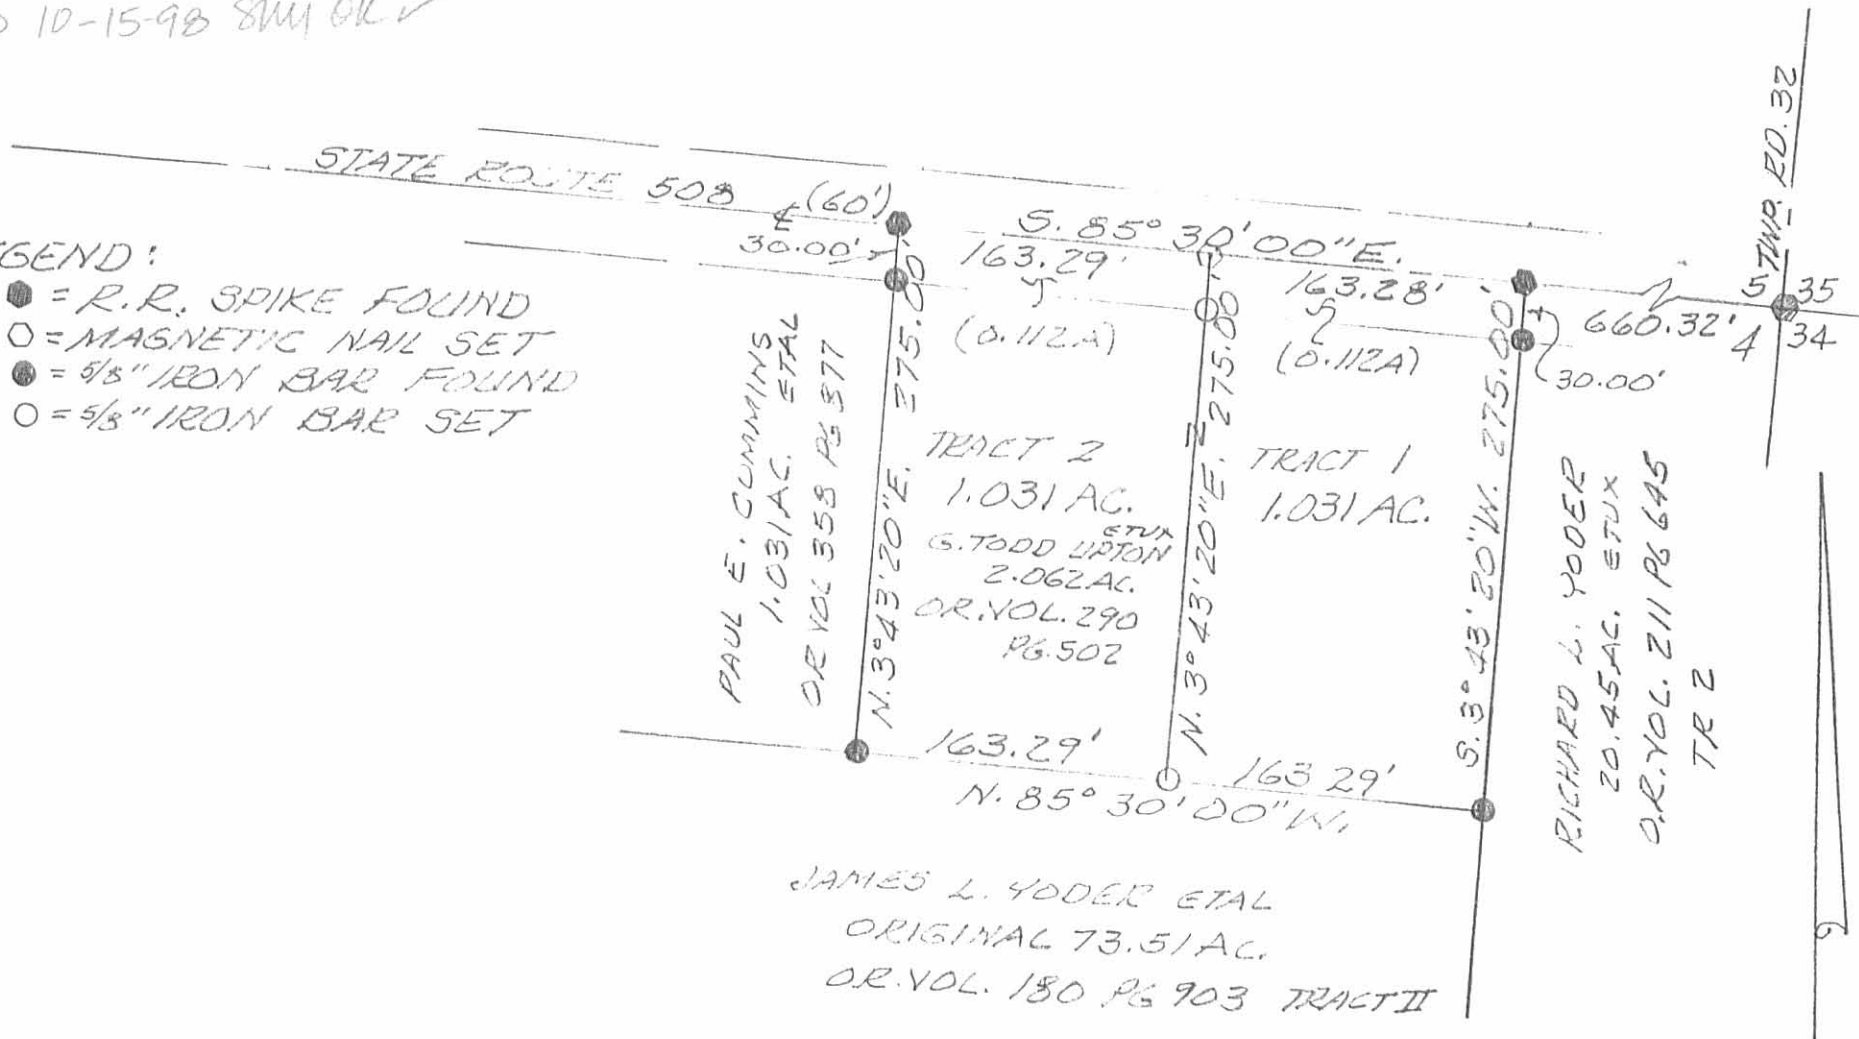 10-15-98 OK ✓
STATE ROUTE 508 ℄ (60')
TWP. RD. 32
LEGEND:
= R.R. SPIKE FOUND
= MAGNETIC NAIL SET
= 5/8" IRON BAR FOUND
= 5/8" IRON BAR SET
30.00'
S. 85° 30' 00" E.
163.29'
163.28'
(0.112A)
(0.112A)
660.32'
30.00'
5 35
4 34
PAUL E. CUMMINS
1.031 AC. ETAL
OR VOL 358 PG 377
N. 3° 43' 20" E. 275.00'
TRACT 2
1.031 AC.
G. TODD LIPTON ETUX
2.062 AC.
OR. VOL. 290
PG. 502
N. 3° 43' 20" E. 275.00'
TRACT 1
1.031 AC.
S. 3° 43' 20" W. 275.00'
RICHARD L. YODER
20.45 AC. ETUX
O.R. VOL. 211 PG 645
TR 2
163.29'
163.29'
N. 85° 30' 00" W.
JAMES L. YODER ETAL
ORIGINAL 73.51 AC.
OR. VOL. 180 PG 903 TRACT II